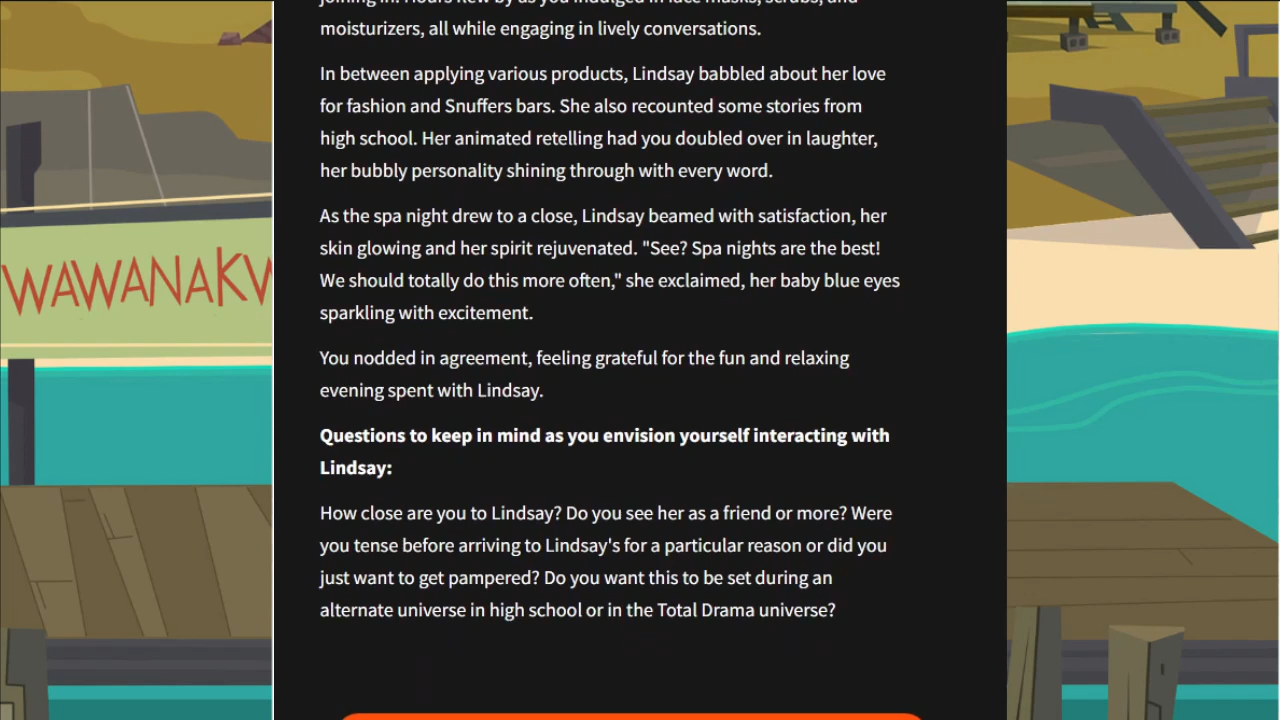 moisturizers, all while engaging in lively conversations.
In between applying various products, Lindsay babbled about her love
for fashion and Snuffers bars. She also recounted some stories from
high school. Her animated retelling had you doubled over in laughter,
her bubbly personality shining through with every word.
As the spa night drew to a close, Lindsay beamed with satisfaction, her
skin glowing and her spirit rejuvenated. "See? Spa nights are the best!
We should totally do this more often," she exclaimed, her baby blue eyes
sparkling with excitement.
You nodded in agreement, feeling grateful for the fun and relaxing
evening spent with Lindsay.
Questions to keep in mind as you envision yourself interacting with
Lindsay:
How close are you to Lindsay? Do you see her as a friend or more? Were
you tense before arriving to Lindsay's for a particular reason or did you
just want to get pampered? Do you want this to be set during an
alternate universe in high school or in the Total Drama universe?
WAWANAKW